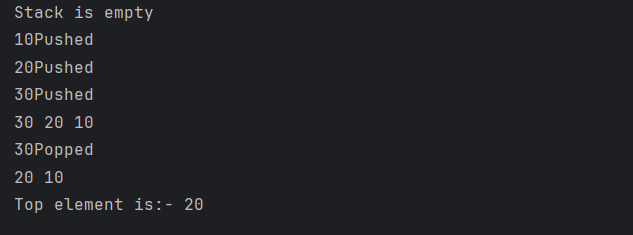 Stack is empty
10Pushed
20Pushed
30Pushed
30 20 10
30Popped
20 10
Top element is:- 20